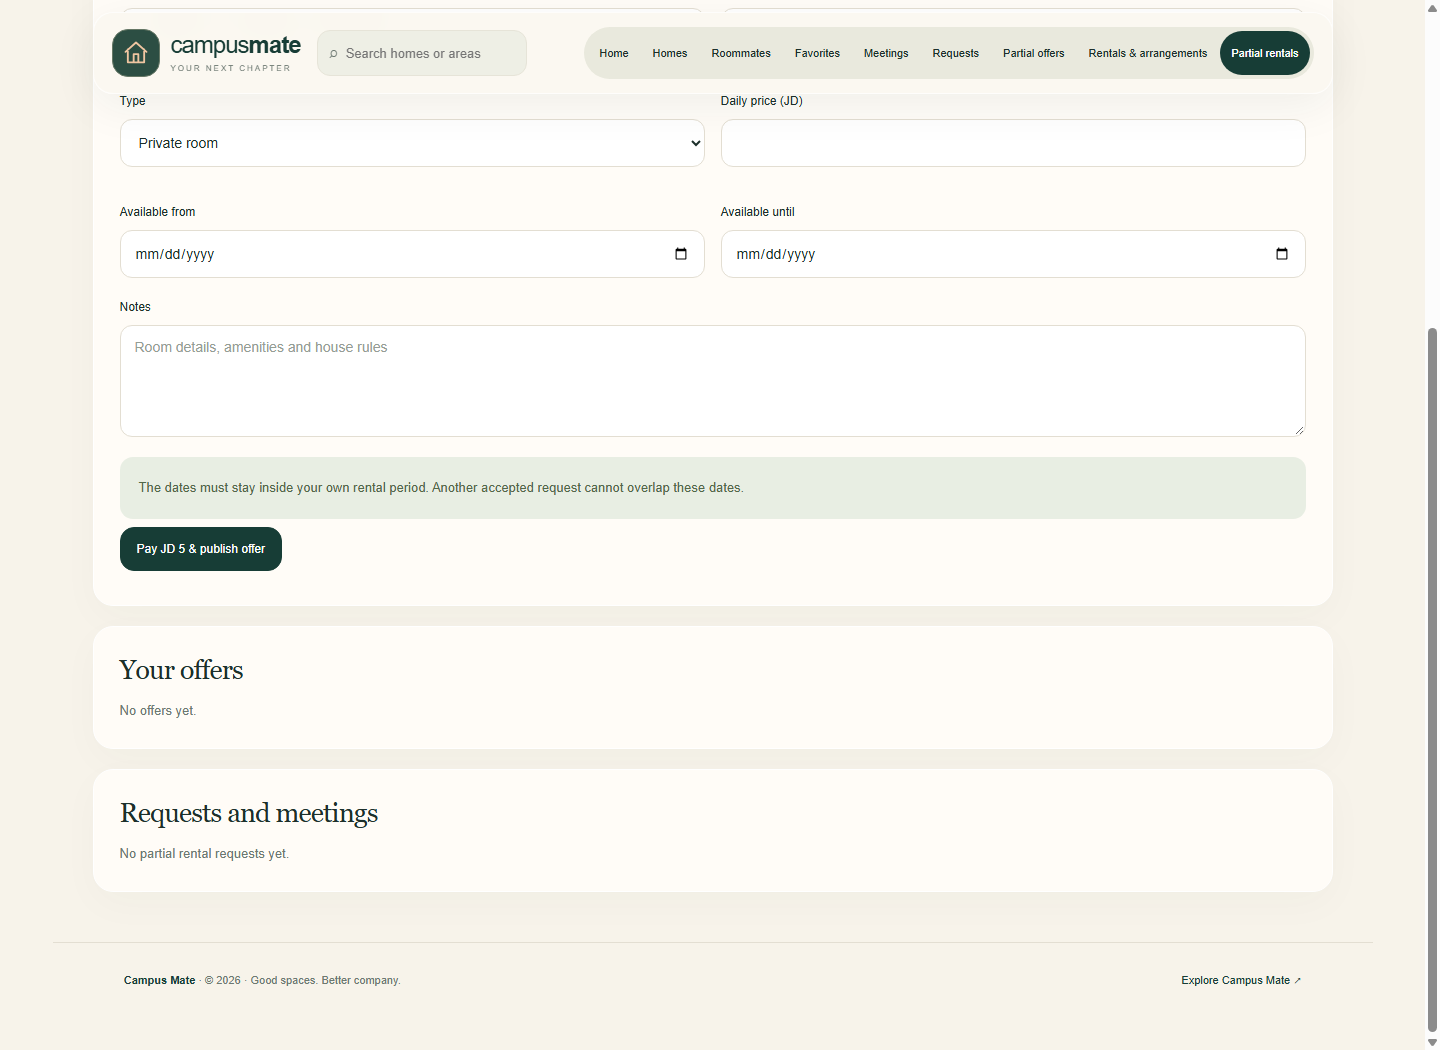 campusmate
YOUR NEXT CHAPTER
Search homes or areas
Home
Homes
Roommates
Favorites
Meetings
Requests
Partial offers
Rentals & arrangements
Partial rentals
Type
Daily price (JD)
Private room
Available from
Available until
mm/dd/yyyy
mm/dd/yyyy
Notes
Room details, amenities and house rules
The dates must stay inside your own rental period. Another accepted request cannot overlap these dates.
Pay JD 5 & publish offer
Your offers
No offers yet.
Requests and meetings
No partial rental requests yet.
Campus Mate · © 2026 · Good spaces. Better company.
Explore Campus Mate ↗